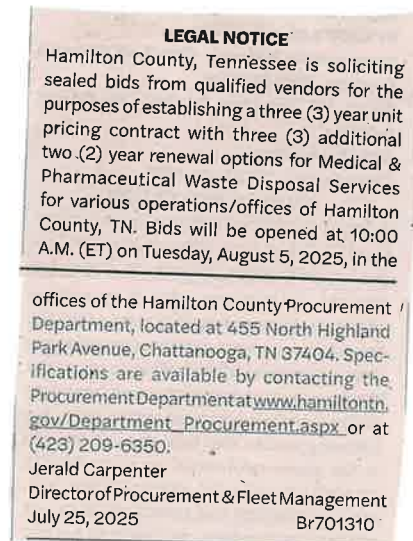 LEGAL NOTICE
Hamilton County, Tennessee is soliciting
sealed bids from qualified vendors for the
purposes of establishing a three (3) year unit
pricing contract with three (3) additional
two (2) year renewal options for Medical &
Pharmaceutical Waste Disposal Services
for various operations/offices of Hamilton
County, TN. Bids will be opened at 10:00
A.M. (ET) on Tuesday, August 5, 2025, in the
offices of the Hamilton County Procurement
Department, located at 455 North Highland
Park Avenue, Chattanooga, TN 37404. Spec-
ifications are available by contacting the
Procurement Department at www.hamiltontn.
gov/Department_Procurement.aspx or at
(423) 209-6350.
Jerald Carpenter
Director of Procurement & Fleet Management
July 25, 2025 Br701310